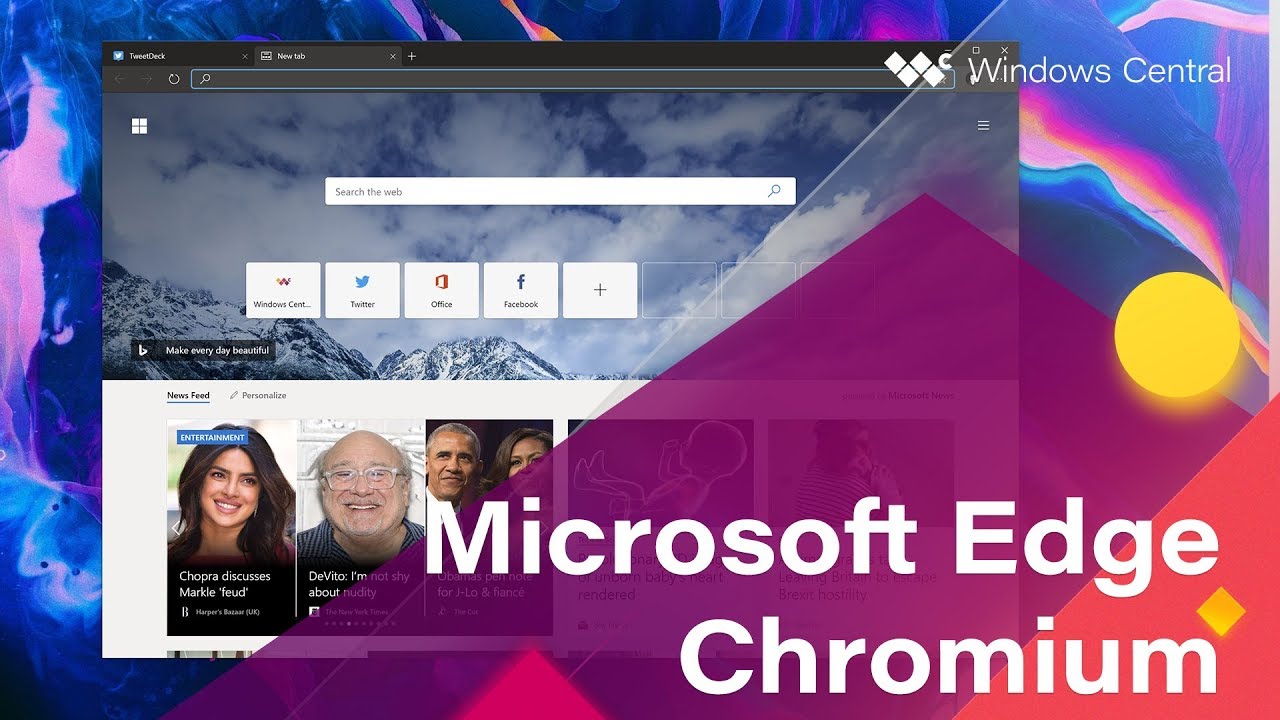 TweetDeck
New tab
Windows Central
Search the web
Windows Cent...
Twitter
Office
Facebook
Make every day beautiful
News Feed
Personalize
powered by Microsoft News
ENTERTAINMENT
Chopra discusses
Markle 'feud'
Harper's Bazaar (UK)
DeVito: I'm not shy
about nudity
The New York Times
Obamas pen note
for J-Lo & fiancé
The Cut
of unborn baby's heart
rendered
Leaving Britain to escape
Brexit hostility
Microsoft Edge
Chromium